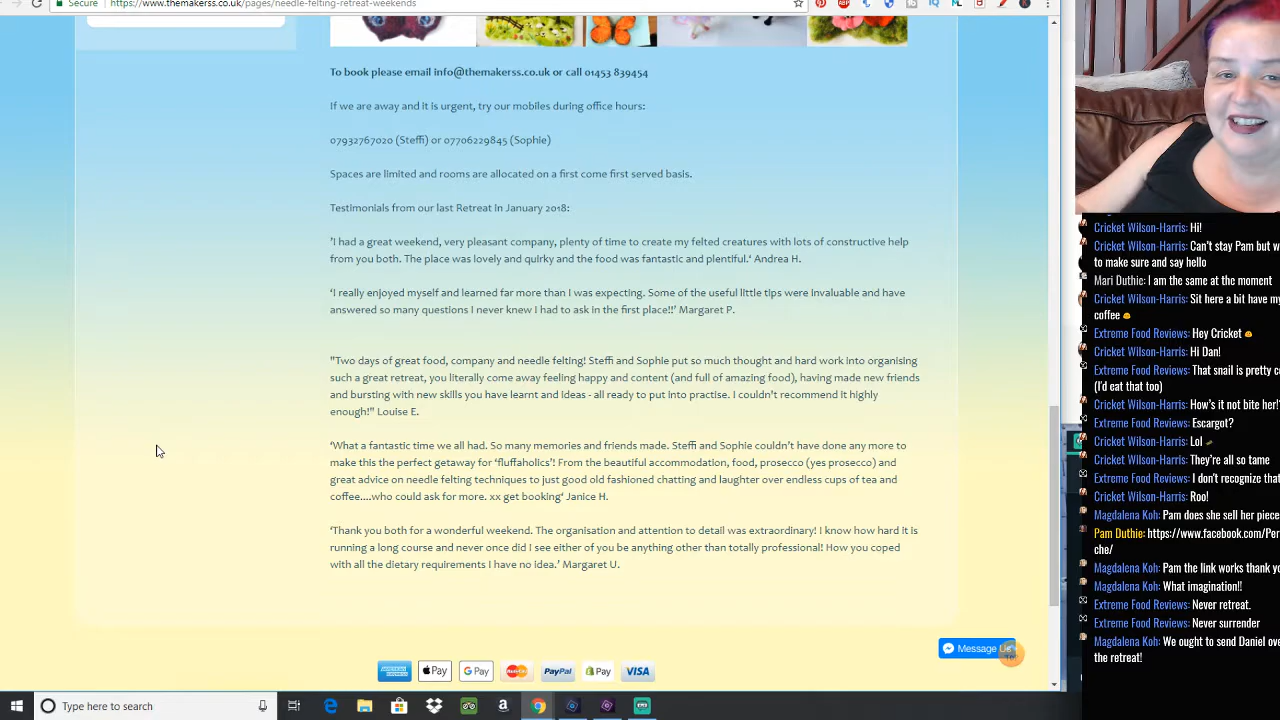 Secure https://www.themakerss.co.uk/pages/needle-felting-retreat-weekends
To book please email info@themakerss.co.uk or call 01453 839454
If we are away and it is urgent, try our mobiles during office hours:
07932767020 (Steffi) or 07706229845 (Sophie)
Spaces are limited and rooms are allocated on a first come first served basis.
Testimonials from our last Retreat in January 2018:
'I had a great weekend, very pleasant company, plenty of time to create my felted creatures with lots of constructive help
from you both. The place was lovely and quirky and the food was fantastic and plentiful.‘ Andrea H.
‘I really enjoyed myself and learned far more than I was expecting. Some of the useful little tips were invaluable and have
answered so many questions I never knew I had to ask in the first place!!’ Margaret P.
"Two days of great food, company and needle felting! Steffi and Sophie put so much thought and hard work into organising
such a great retreat, you literally come away feeling happy and content (and full of amazing food), having made new friends
and bursting with new skills you have learnt and ideas - all ready to put into practise. I couldn't recommend it highly
enough!" Louise E.
‘What a fantastic time we all had. So many memories and friends made. Steffi and Sophie couldn’t have done any more to
make this the perfect getaway for ‘fluffaholics’! From the beautiful accommodation, food, prosecco (yes prosecco) and
great advice on needle felting techniques to just good old fashioned chatting and laughter over endless cups of tea and
coffee....who could ask for more. xx get booking‘ Janice H.
‘Thank you both for a wonderful weekend. The organisation and attention to detail was extraordinary! I know how hard it is
running a long course and never once did I see either of you be anything other than totally professional! How you coped
with all the dietary requirements I have no idea.’ Margaret U.
Message Us
AMERICAN EXPRESS Apple Pay G Pay MasterCard PayPal Pay VISA
Type here to search
Cricket Wilson-Harris: Hi!
Cricket Wilson-Harris: Can't stay Pam but w
to make sure and say hello
Mari Duthie: I am the same at the moment
Cricket Wilson-Harris: Sit here a bit have my
coffee
Extreme Food Reviews: Hey Cricket
Cricket Wilson-Harris: Hi Dan!
Extreme Food Reviews: That snail is pretty c
(I'd eat that too)
Cricket Wilson-Harris: How's it not bite her!
Cricket Wilson-Harris: Escargot?
Cricket Wilson-Harris: Lol
Cricket Wilson-Harris: They're all so tame
Extreme Food Reviews: I don't recognize that
Cricket Wilson-Harris: Roo!
Magdalena Koh: Pam does she sell her piece
Pam Duthie: https://www.facebook.com/Per
che/
Magdalena Koh: Pam the link works thank yo
Magdalena Koh: What imagination!!
Extreme Food Reviews: Never retreat.
Extreme Food Reviews: Never surrender
Magdalena Koh: We ought to send Daniel ove
the retreat!